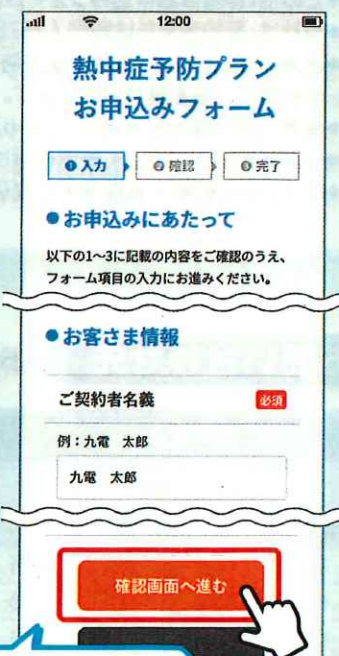 12:00
熱中症予防プラン
お申込みフォーム
❶入力
❷確認
❸完了
●お申込みにあたって
以下の1〜3に記載の内容をご確認のうえ、
フォーム項目の入力にお進みください。
●お客さま情報
ご契約者名義 必須
例：九電 太郎
九電 太郎
確認画面へ進む